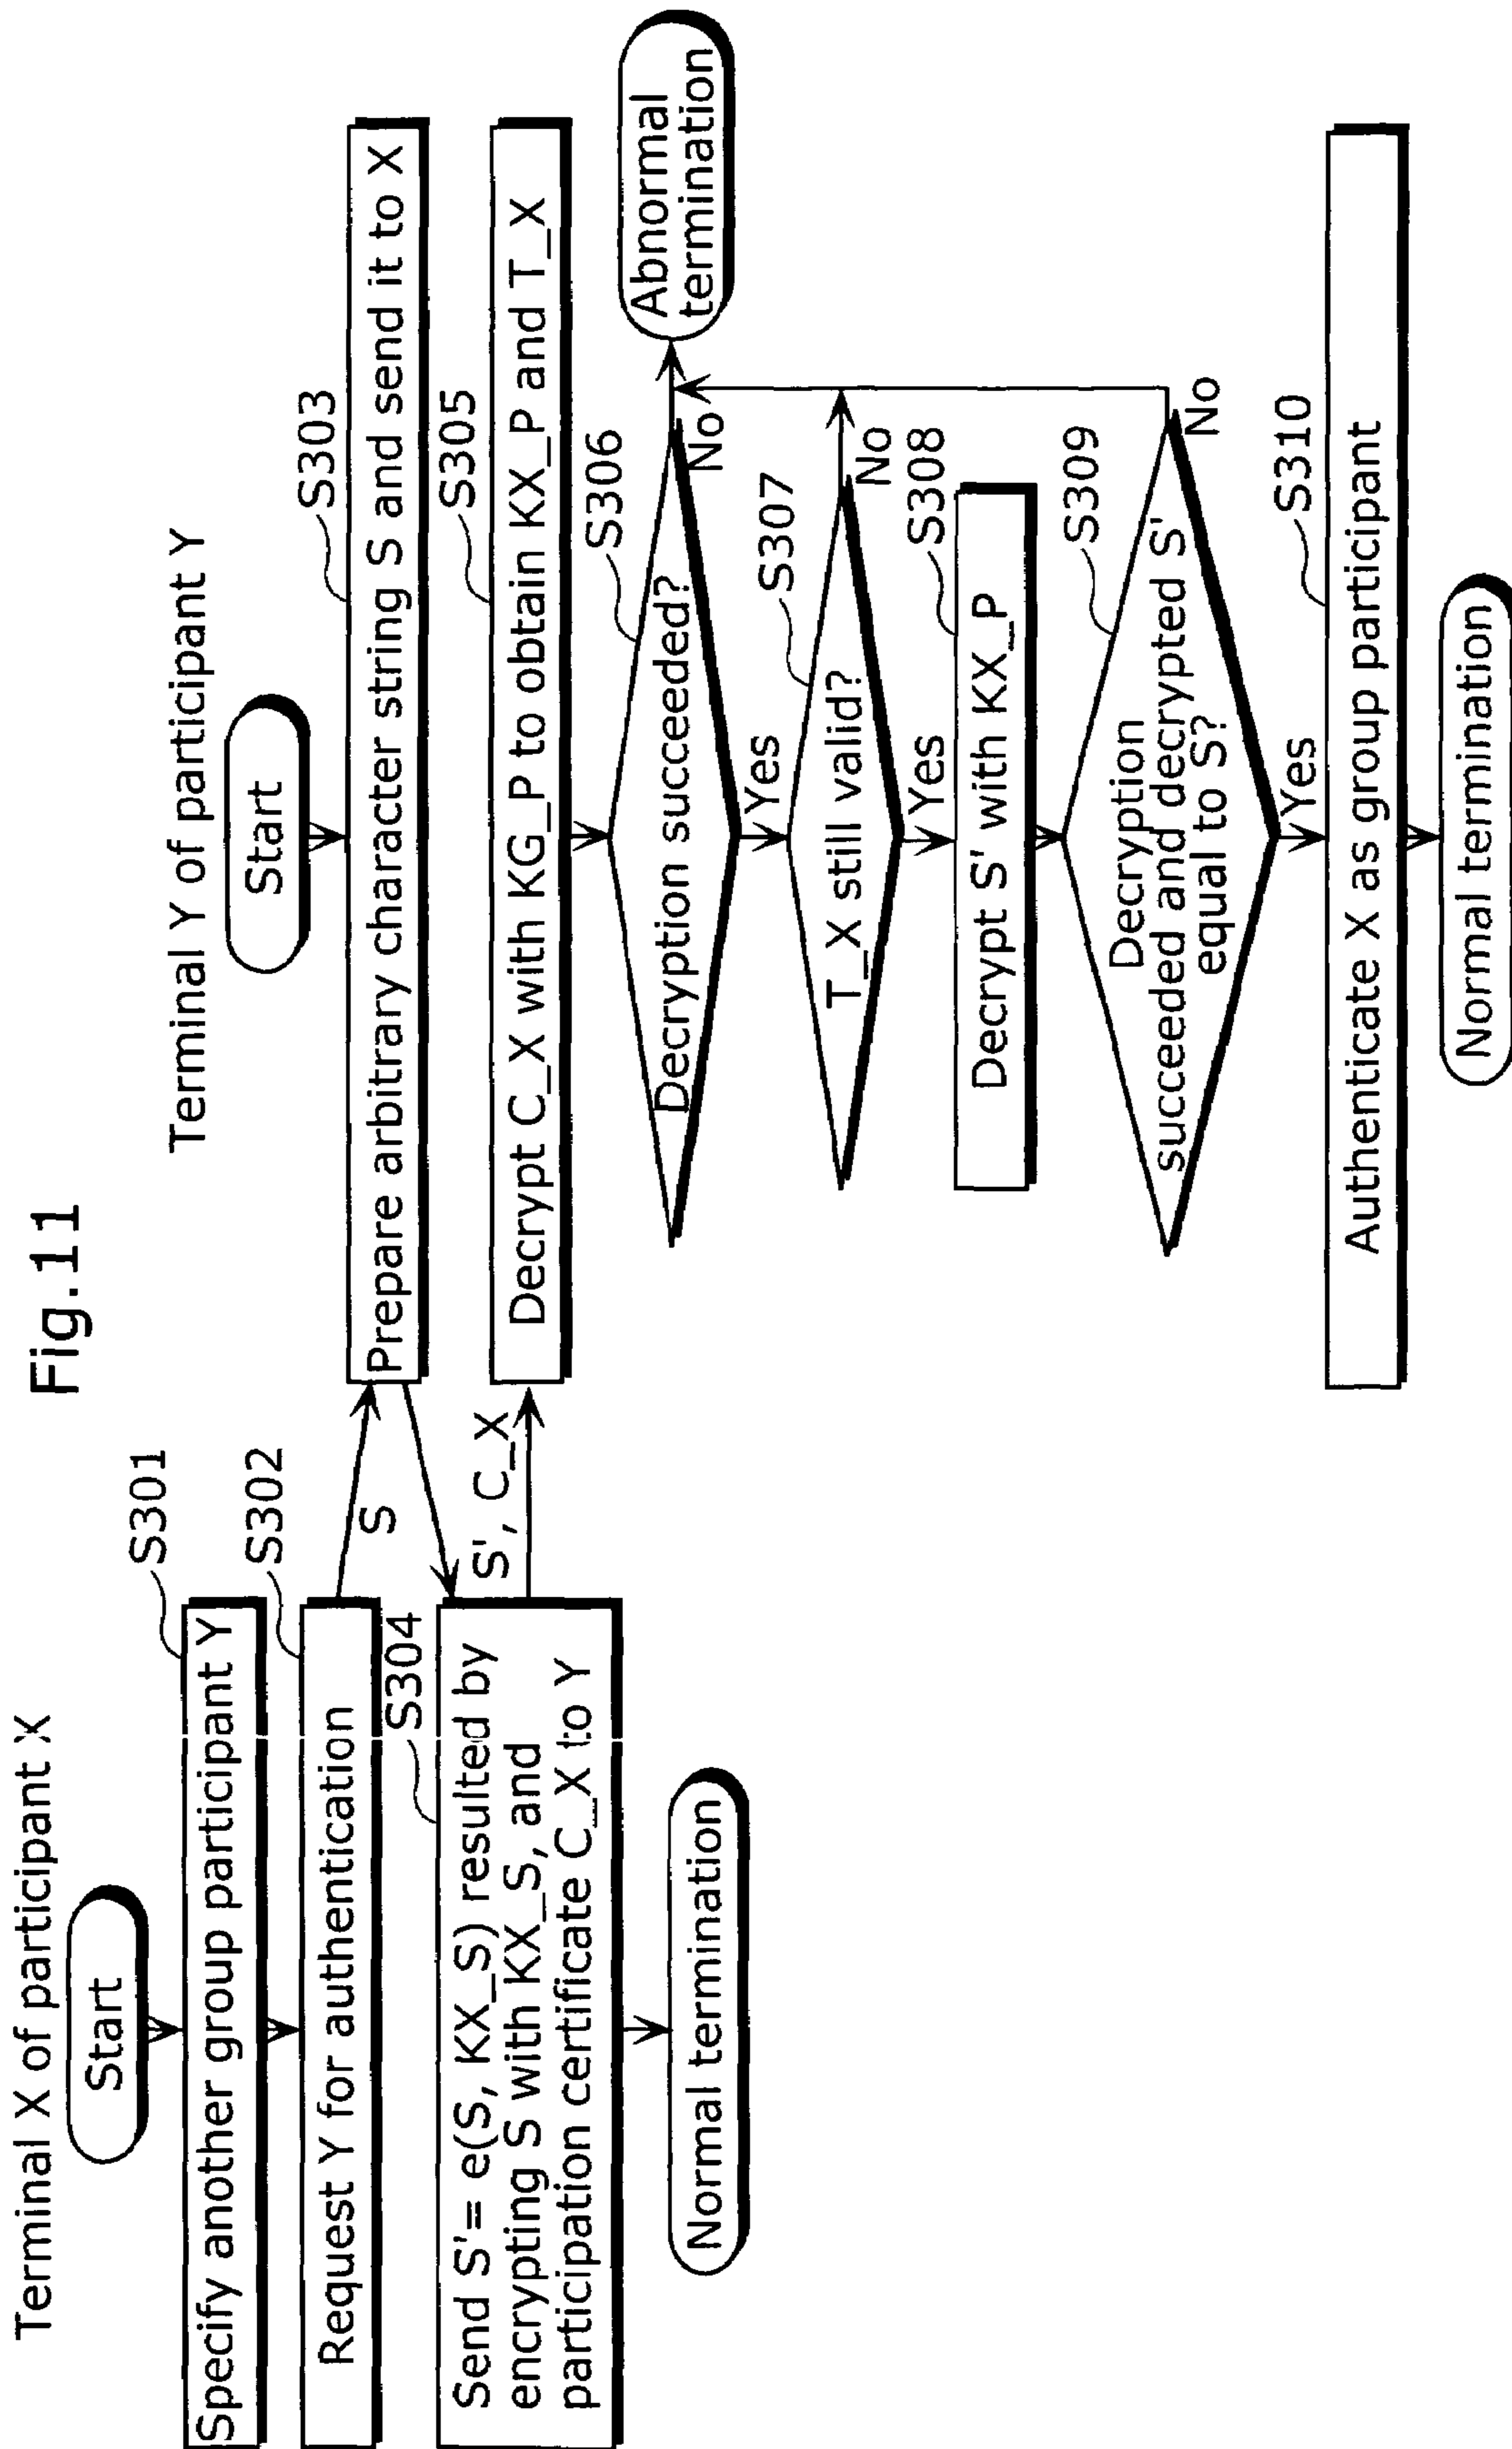 Fig.11
Terminal X of participant X
Start
S301
Specify another group participant Y
S302
Request Y for authentication
S
S304
Send S'= e(S, KX_S) resulted by
encrypting S with KX_S, and
participation certificate C_X to Y
S', C_X
Normal termination
Terminal Y of participant Y
Start
S303
Prepare arbitrary character string S and send it to X
S305
Decrypt C_X with KG_P to obtain KX_P and T_X
S306
Decryption succeeded?
No
Abnormal
termination
Yes
S307
T_X still valid?
No
Yes
S308
Decrypt S' with KX_P
S309
Decryption
succeeded and decrypted S'
equal to S?
No
Yes
S310
Authenticate X as group participant
Normal termination